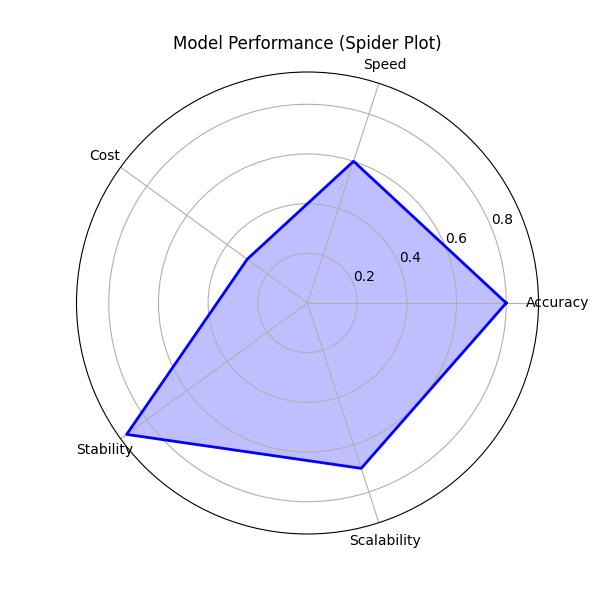 Model Performance (Spider Plot)
Speed
Cost
0.8
0.6
0.4
0.2
Accuracy
Stability
Scalability